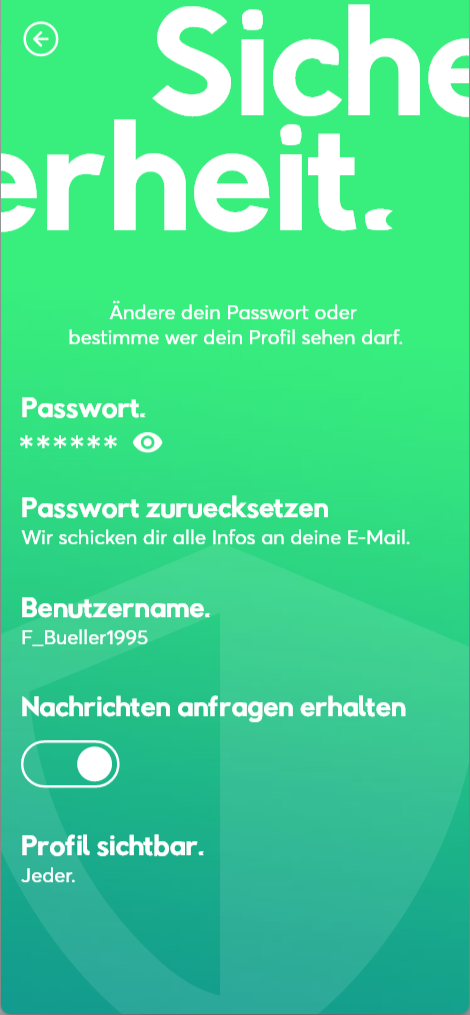 Siche
erheit.
Ändere dein Passwort oder
bestimme wer dein Profil sehen darf.
Passwort.
******
Passwort zuruecksetzen
Wir schicken dir alle Infos an deine E-Mail.
Benutzername.
F_Bueller1995
Nachrichten anfragen erhalten
Profil sichtbar.
Jeder.